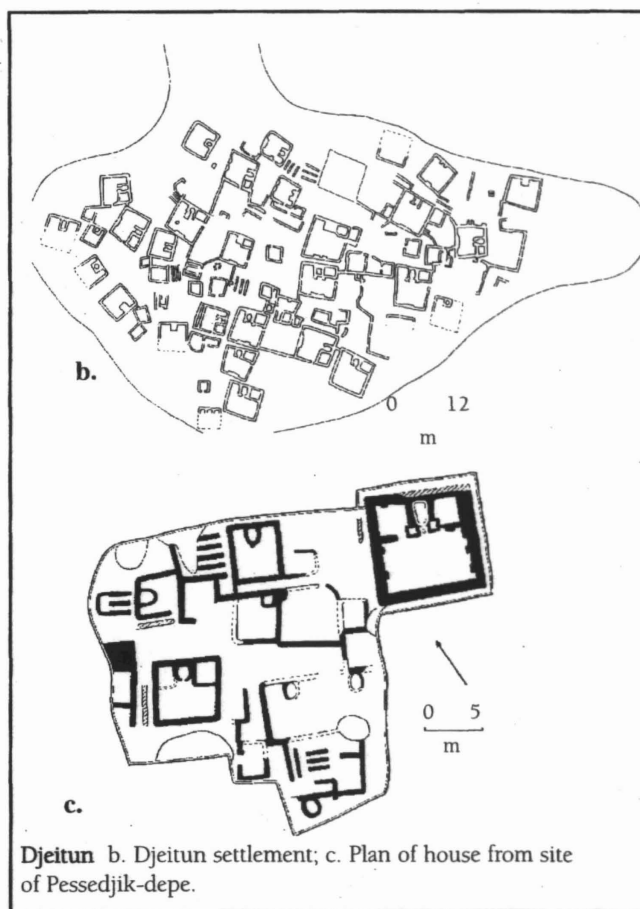 b.
0 12
m
0 5
m
c.
Djeitun b. Djeitun settlement; c. Plan of house from site
of Pessedjik-depe.